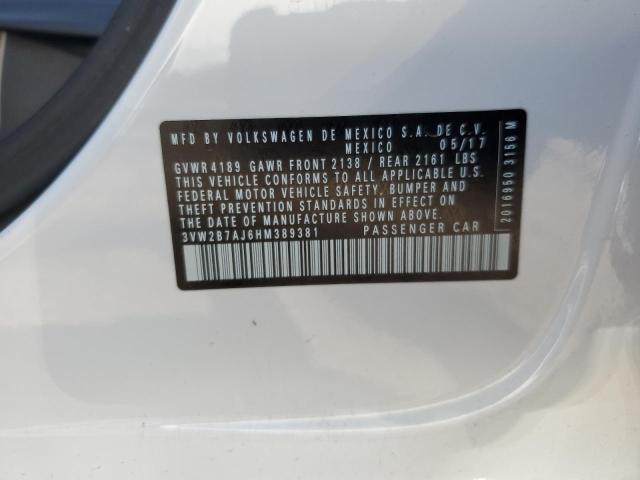 MFD BY VOLKSWAGEN DE MEXICO S.A. DE C.V.
MEXICO 05/17
GVWR 4189 GAWR FRONT 2138 / REAR 2161 LBS
THIS VEHICLE CONFORMS TO ALL APPLICABLE U.S.
FEDERAL MOTOR VEHICLE SAFETY, BUMPER AND
THEFT PREVENTION STANDARDS IN EFFECT ON
THE DATE OF MANUFACTURE SHOWN ABOVE.
3VW2B7AJ6HM389381 PASSENGER CAR
2016950 3156 M